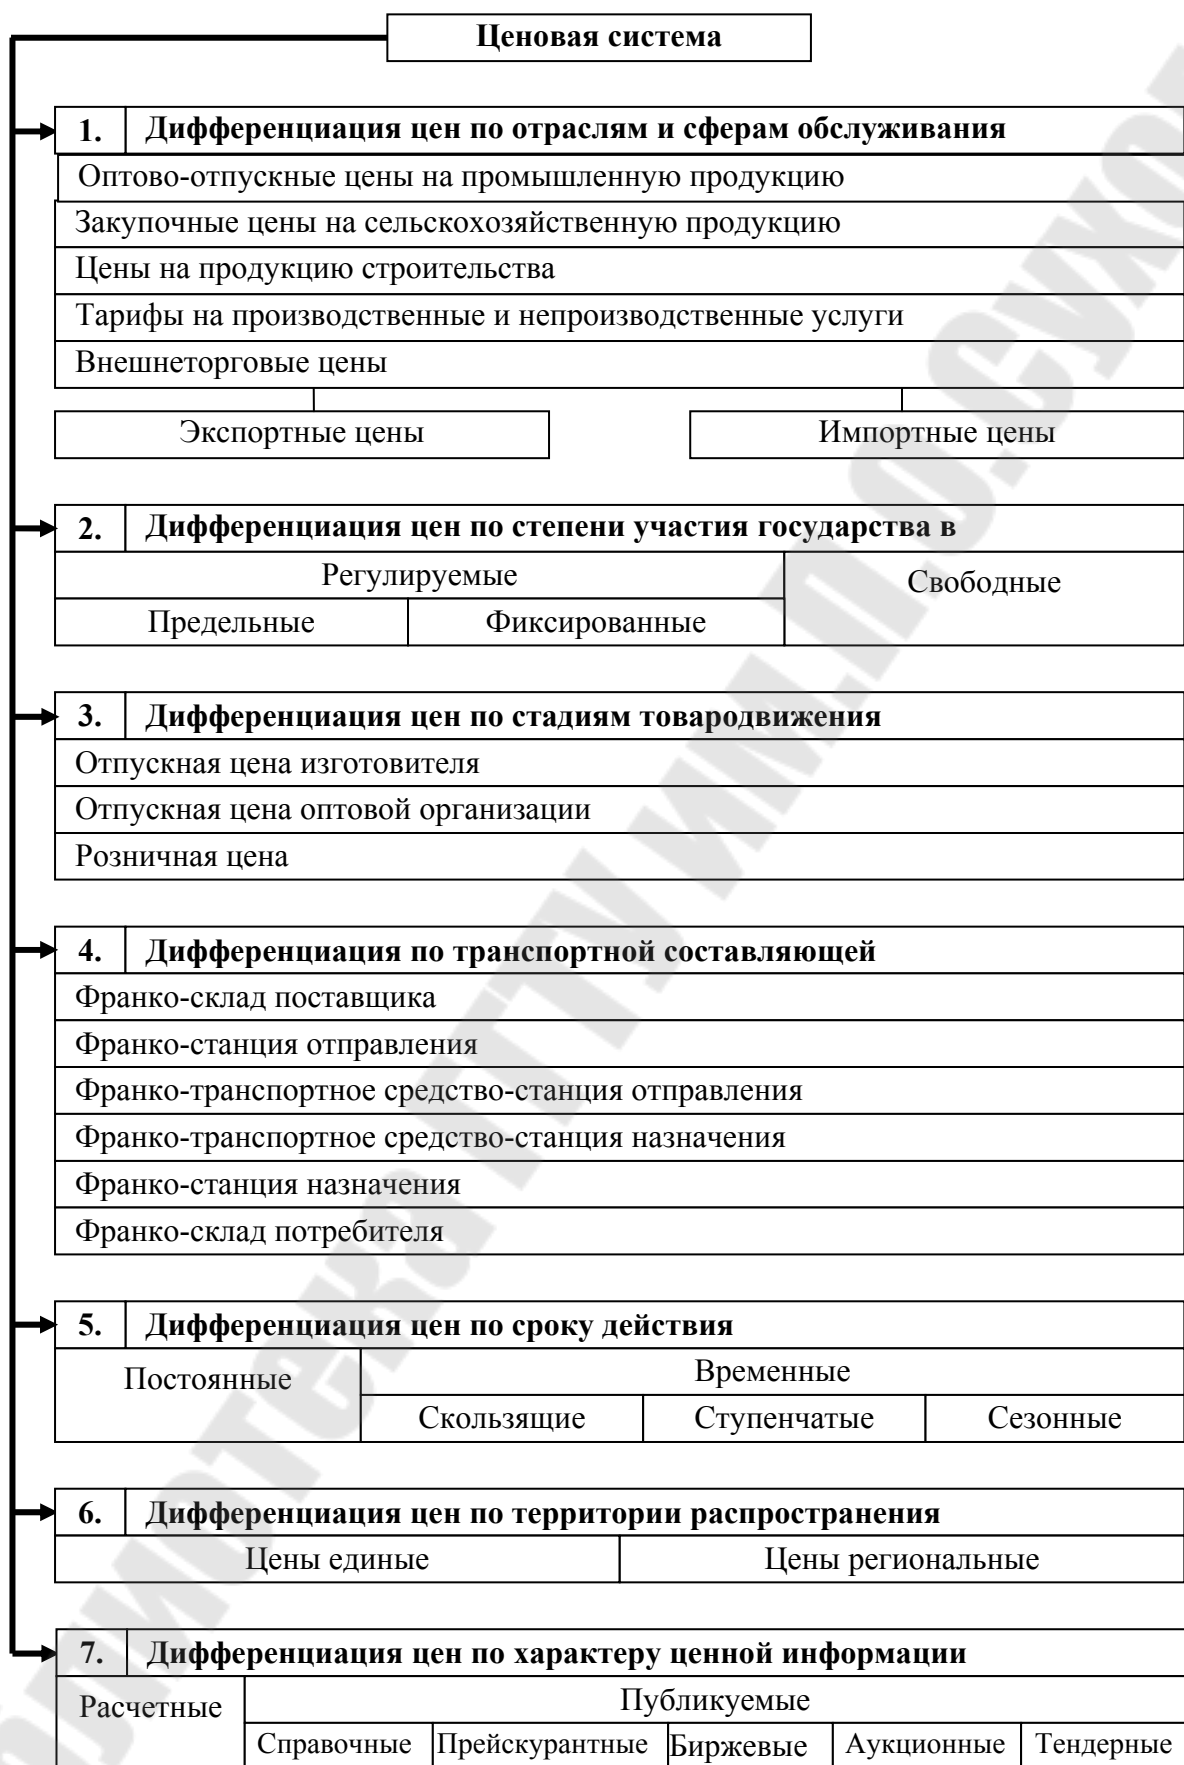 Ценовая система
1. Дифференциация цен по отраслям и сферам обслуживания
Оптово-отпускные цены на промышленную продукцию
Закупочные цены на сельскохозяйственную продукцию
Цены на продукцию строительства
Тарифы на производственные и непроизводственные услуги
Внешнеторговые цены
Экспортные цены Импортные цены
2. Дифференциация цен по степени участия государства в
Регулируемые Свободные
Предельные Фиксированные
3. Дифференциация цен по стадиям товародвижения
Отпускная цена изготовителя
Отпускная цена оптовой организации
Розничная цена
4. Дифференциация по транспортной составляющей
Франко-склад поставщика
Франко-станция отправления
Франко-транспортное средство-станция отправления
Франко-транспортное средство-станция назначения
Франко-станция назначения
Франко-склад потребителя
5. Дифференциация цен по сроку действия
Постоянные Временные
Скользящие Ступенчатые Сезонные
6. Дифференциация цен по территории распространения
Цены единые Цены региональные
7. Дифференциация цен по характеру ценной информации
Расчетные Публикуемые
Справочные Прейскурантные Биржевые Аукционные Тендерные